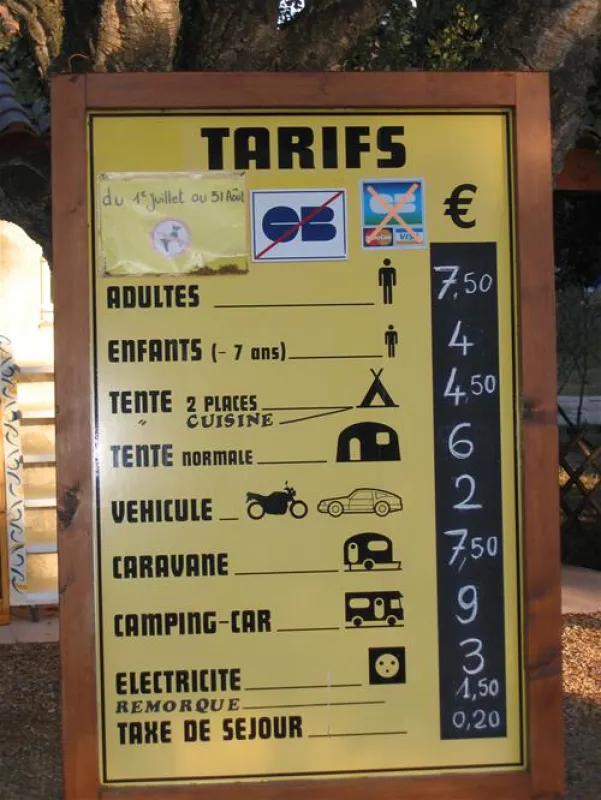 TARIFS
du 1er juillet au 31 Août
CB
CB
VISA
€
ADULTES 7,50
ENFANTS (- 7 ans) 4
TENTE 2 PLACES 4,50
" CUISINE
TENTE NORMALE 6
VEHICULE 2
CARAVANE 7,50
CAMPING-CAR 9
ELECTRICITE 3
REMORQUE 1,50
TAXE DE SEJOUR 0,20